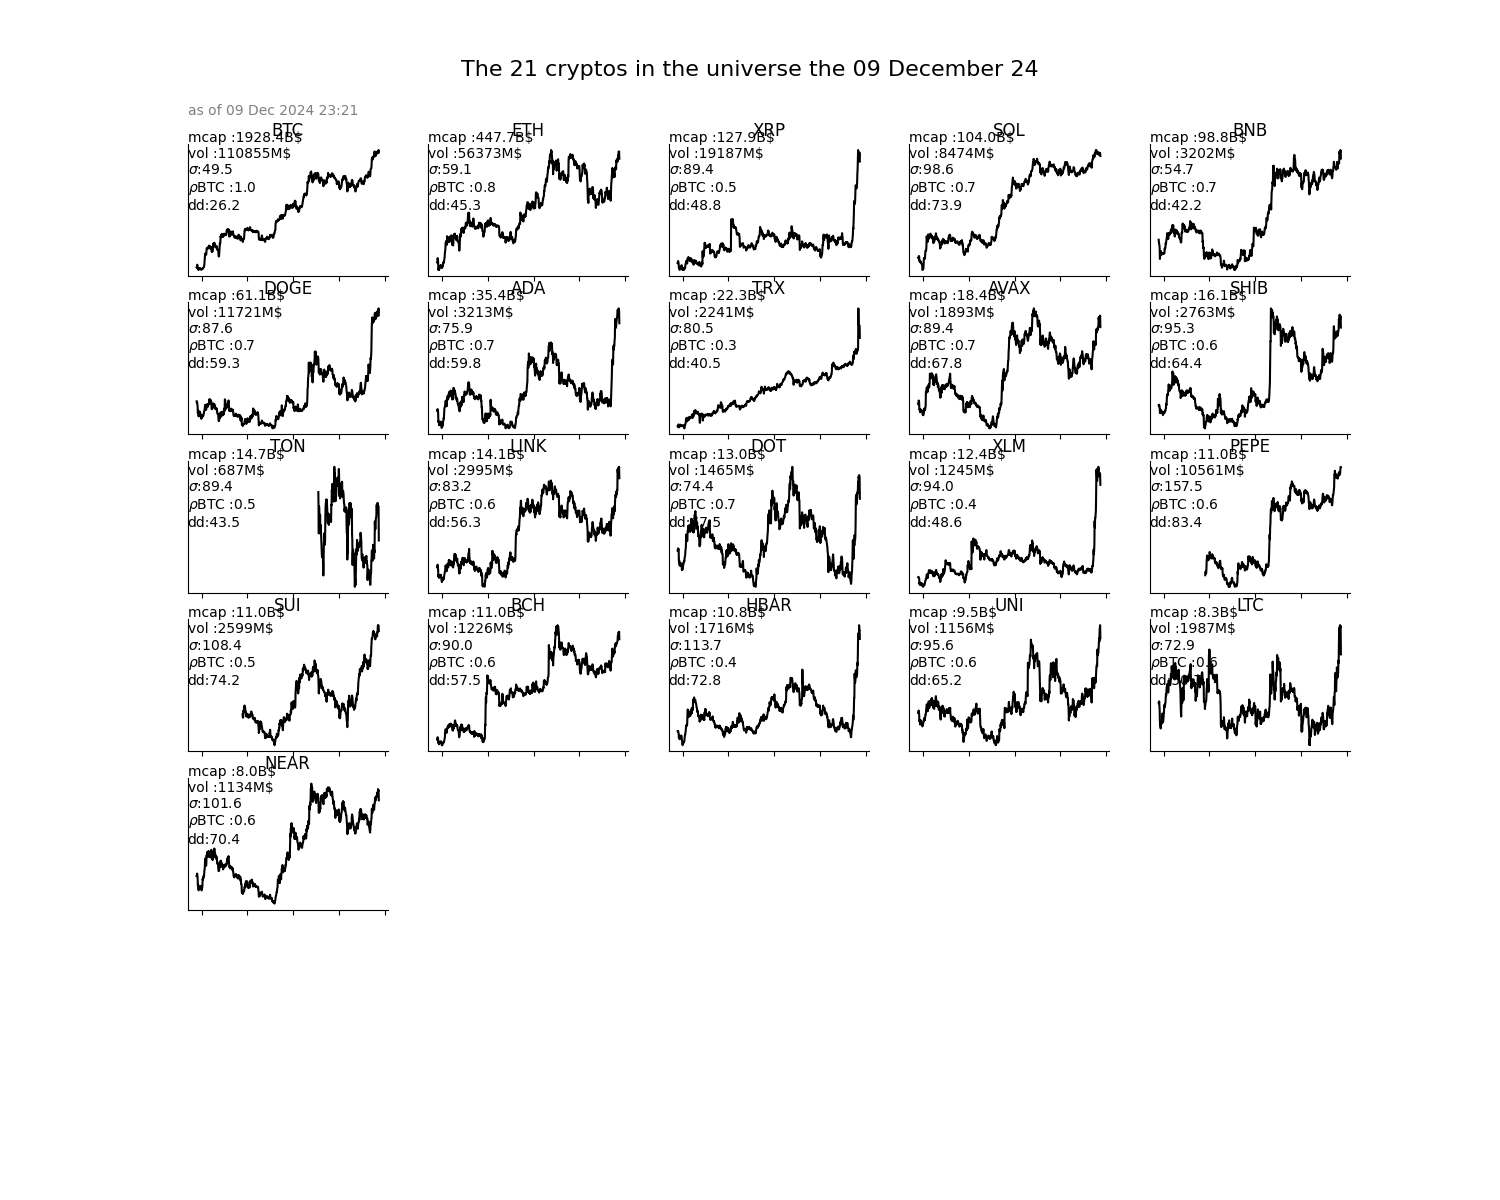 The 21 cryptos in the universe the 09 December 24
as of 09 Dec 2024 23:21
BTC
mcap :1928.4B$
vol :110855M$
σ:49.5
ρBTC :1.0
dd:26.2
ETH
mcap :447.7B$
vol :56373M$
σ:59.1
ρBTC :0.8
dd:45.3
XRP
mcap :127.9B$
vol :19187M$
σ:89.4
ρBTC :0.5
dd:48.8
SOL
mcap :104.0B$
vol :8474M$
σ:98.6
ρBTC :0.7
dd:73.9
BNB
mcap :98.8B$
vol :3202M$
σ:54.7
ρBTC :0.7
dd:42.2
DOGE
mcap :61.1B$
vol :11721M$
σ:87.6
ρBTC :0.7
dd:59.3
ADA
mcap :35.4B$
vol :3213M$
σ:75.9
ρBTC :0.7
dd:59.8
TRX
mcap :22.3B$
vol :2241M$
σ:80.5
ρBTC :0.3
dd:40.5
AVAX
mcap :18.4B$
vol :1893M$
σ:89.4
ρBTC :0.7
dd:67.8
SHIB
mcap :16.1B$
vol :2763M$
σ:95.3
ρBTC :0.6
dd:64.4
TON
mcap :14.7B$
vol :687M$
σ:89.4
ρBTC :0.5
dd:43.5
LINK
mcap :14.1B$
vol :2995M$
σ:83.2
ρBTC :0.6
dd:56.3
DOT
mcap :13.0B$
vol :1465M$
σ:74.4
ρBTC :0.7
XLM
mcap :12.4B$
vol :1245M$
σ:94.0
ρBTC :0.4
dd:48.6
PEPE
mcap :11.0B$
vol :10561M$
σ:157.5
ρBTC :0.6
dd:83.4
SUI
mcap :11.0B$
vol :2599M$
σ:108.4
ρBTC :0.5
dd:74.2
BCH
mcap :11.0B$
vol :1226M$
σ:90.0
ρBTC :0.6
dd:57.5
HBAR
mcap :10.8B$
vol :1716M$
σ:113.7
ρBTC :0.4
dd:72.8
UNI
mcap :9.5B$
vol :1156M$
σ:95.6
ρBTC :0.6
dd:65.2
LTC
mcap :8.3B$
vol :1987M$
σ:72.9
ρBTC :0.6
NEAR
mcap :8.0B$
vol :1134M$
σ:101.6
ρBTC :0.6
dd:70.4